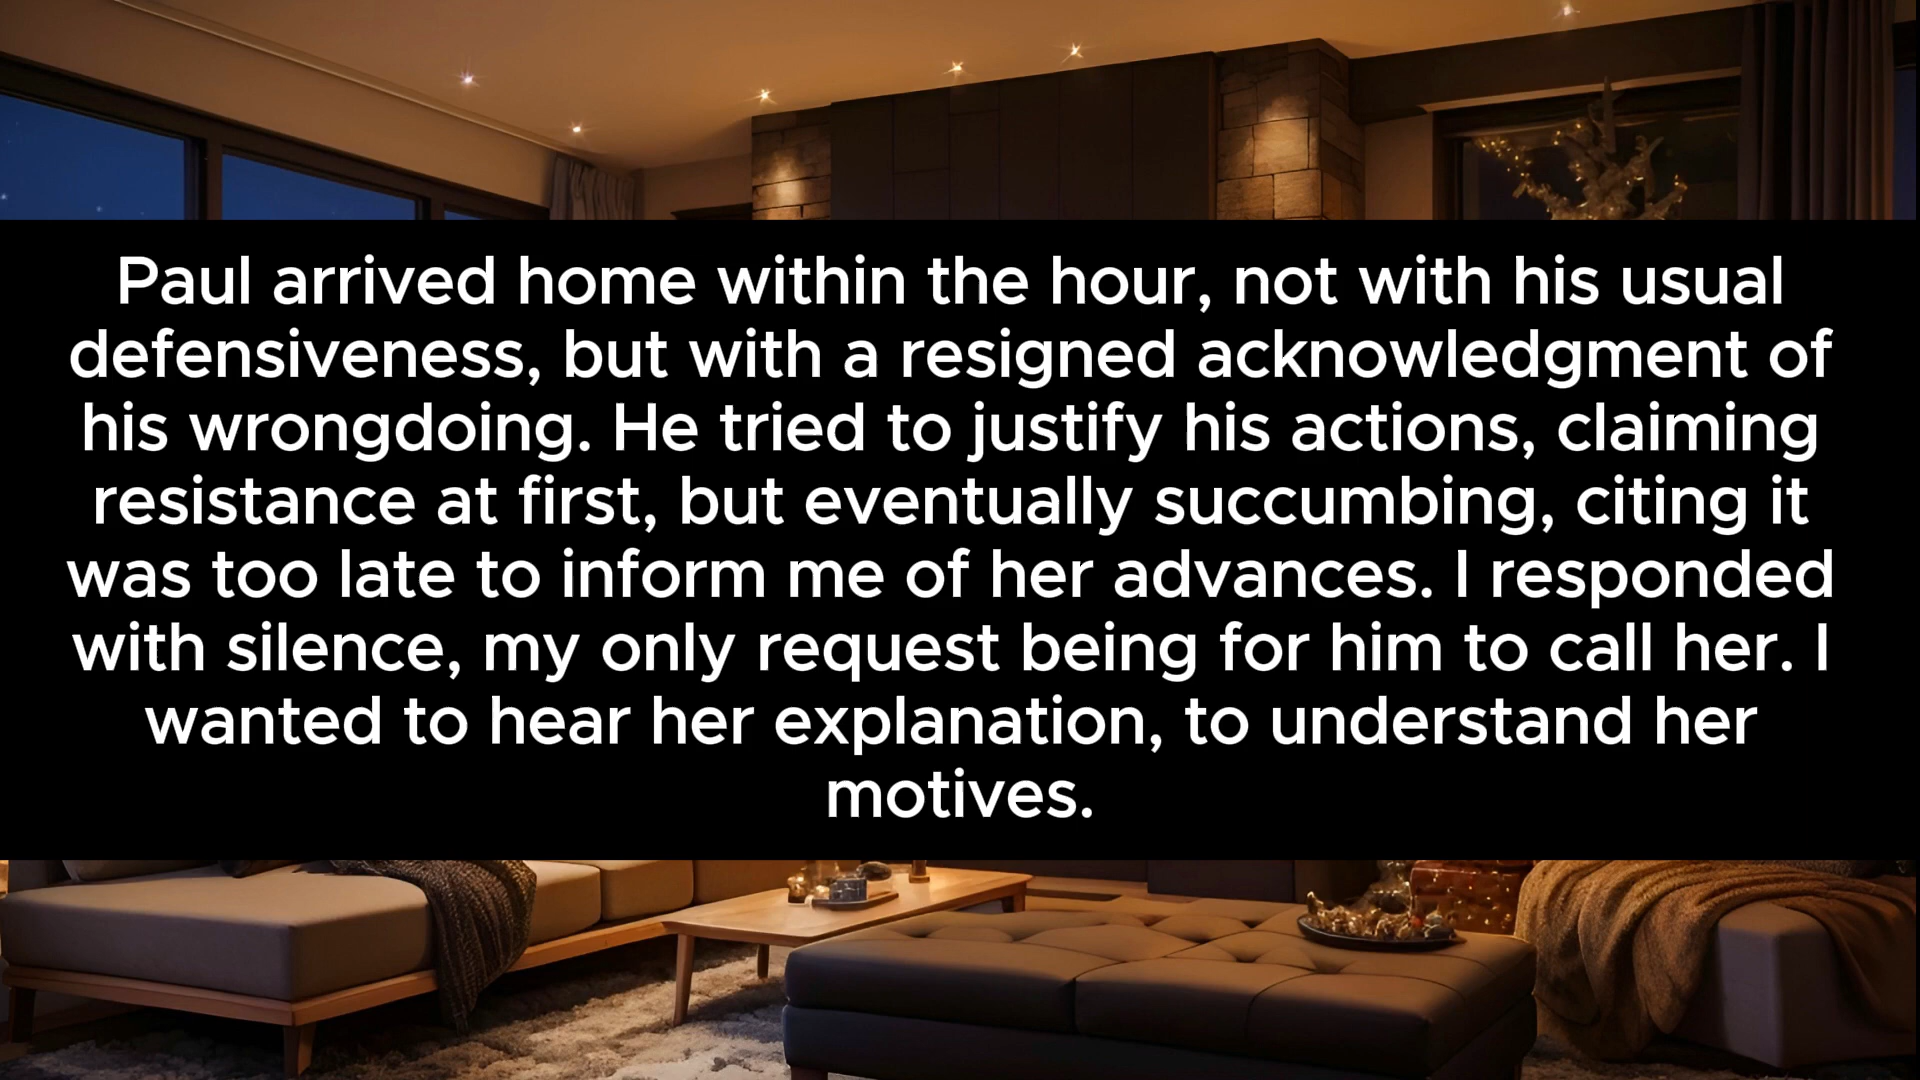 Paul arrived home within the hour, not with his usual
defensiveness, but with a resigned acknowledgment of
his wrongdoing. He tried to justify his actions, claiming
resistance at first, but eventually succumbing, citing it
was too late to inform me of her advances. I responded
with silence, my only request being for him to call her. I
wanted to hear her explanation, to understand her
motives.